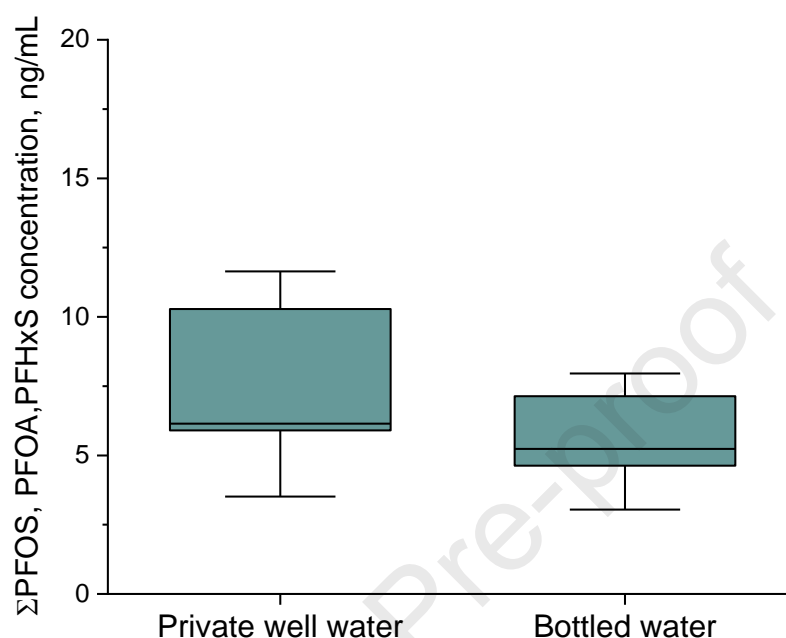 ΣPFOS, PFOA,PFHxS concentration, ng/mL
20
15
10
5
0
Private well water
Bottled water
Pre-proof